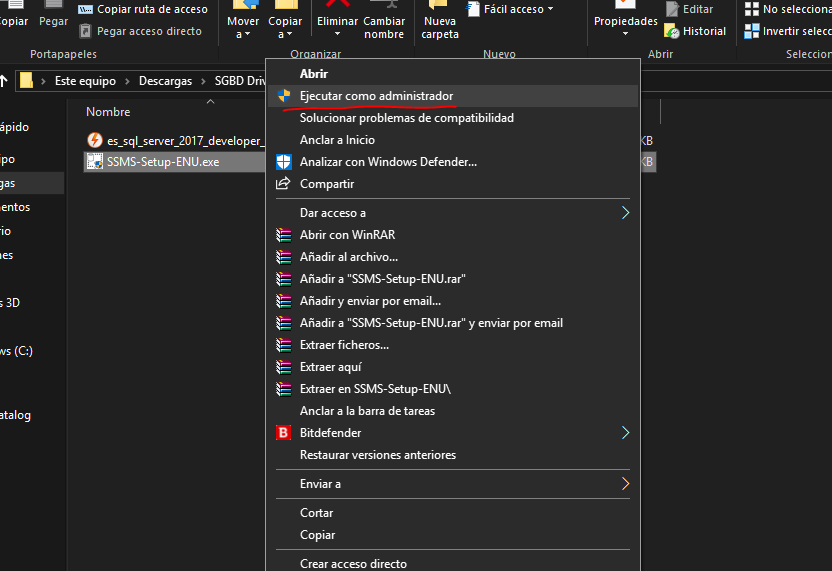 Copiar ruta de acceso
Fácil acceso
Editar
No selecciona
opiar
Pegar
Pegar acceso directo
Mover
a
Copiar
a
Eliminar
Cambiar
nombre
Nueva
carpeta
Propiedades
Historial
Invertir selecc
Portapapeles
Organizar
Nuevo
Abrir
Seleccion
Este equipo
Descargas
SGBD Driv
Nombre
ápido
ipo
gas
nentos
rio
nes
s 3D
ws (C:)
atalog
es_sql_server_2017_developer_
KB
SSMS-Setup-ENU.exe
KB
Abrir
Ejecutar como administrador
Solucionar problemas de compatibilidad
Anclar a Inicio
Analizar con Windows Defender...
Compartir
Dar acceso a
Abrir con WinRAR
Añadir al archivo...
Añadir a "SSMS-Setup-ENU.rar"
Añadir y enviar por email...
Añadir a "SSMS-Setup-ENU.rar" y enviar por email
Extraer ficheros...
Extraer aquí
Extraer en SSMS-Setup-ENU\
Anclar a la barra de tareas
B Bitdefender
Restaurar versiones anteriores
Enviar a
Cortar
Copiar
Crear acceso directo